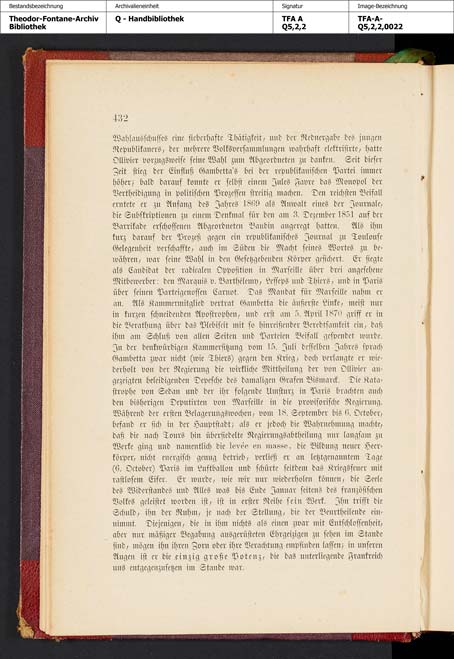 Bestandsbezeichnung
Theodor-Fontane-Archiv
Bibliothek
Archivalieneinheit
Q - Handbibliothek
Signatur
TFA A
Q5,2,2
Image-Bezeichnung
TFA-A-
Q5,2,2,0022
432
Wahlausschusses eine fieberhafte Thätigkeit, und der Rednergabe des jungen
Republikaners, der mehrere Volksversammlungen wahrhaft elektrisirte, hatte
Ollivier vorzugsweise seine Wahl zum Abgeordneten zu danken. Seit dieser
Zeit stieg der Einfluß Gambetta's bei der republikanischen Partei immer
höher; bald darauf konnte er selbst einem Jules Favre das Monopol der
Vertheidigung in politischen Prozessen streitig machen. Den reichsten Beifall
erntete er zu Anfang des Jahres 1869 als Anwalt eines der Journale,
die Subskriptionen zu einem Denkmal für den am 3. Dezember 1851 auf der
Barrikade erschossenen Abgeordneten Baudin angeregt hatten. Als ihm
kurz darauf der Prozeß gegen ein republikanisches Journal zu Toulouse
Gelegenheit verschaffte, auch im Süden die Macht seines Wortes zu be-
währen, war seine Wahl in den Gesetzgebenden Körper gesichert. Er siegte
als Candidat der radicalen Opposition in Marseille über drei angesehene
Mitbewerber: den Marquis v. Barthélemy, Lesseps und Thiers, und in Paris
über seinen Parteigenossen Carnot. Das Mandat für Marseille nahm er
an. Als Kammermitglied vertrat Gambetta die äußerste Linke, meist nur
in kurzen schneidenden Apostrophen, und erst am 5. April 1870 griff er in
die Berathung über das Plebiscit mit so hinreißender Beredtsamkeit ein, daß
ihm am Schluß von allen Seiten und Parteien Beifall gespendet wurde.
In der denkwürdigen Kammersitzung vom 15. Juli desselben Jahres sprach
Gambetta zwar nicht (wie Thiers) gegen den Krieg, doch verlangte er wie-
derholt von der Regierung die wirkliche Mittheilung der von Ollivier an-
gezeigten beleidigenden Depesche des damaligen Grafen Bismarck. Die Kata-
strophe von Sedan und der ihr folgende Umsturz in Paris brachten auch
den bisherigen Deputirten von Marseille in die provisorische Regierung.
Während der ersten Belagerungswochen, vom 18. September bis 6. October,
befand er sich in der Hauptstadt; als er jedoch die Wahrnehmung machte,
daß die nach Tours hin übersiedelte Regierungsabtheilung nur langsam zu
Werke ging und namentlich die levée en masse, die Bildung neuer Heer-
körper, nicht energisch genug betrieb, verließ er an letztgenanntem Tage
(6. October) Paris im Luftballon und schürte seitdem das Kriegsfeuer mit
rastlosem Eifer. Er wurde, wie wir nur wiederholen können, die Seele
des Widerstandes und Alles was bis Ende Januar seitens des französischen
Volkes geleistet worden ist, ist in erster Reihe sein Werk. Ihn trifft die
Schuld, ihn der Ruhm, je nach der Stellung, die der Beurtheilende ein-
nimmt. Diejenigen, die in ihm nichts als einen zwar mit Entschlossenheit,
aber nur mäßiger Begabung ausgerüsteten Ehrgeizigen zu sehen im Stande
sind, mögen ihn ihren Zorn oder ihre Verachtung empfinden lassen; in unseren
Augen ist er die einzig große Potenz, die das unterliegende Frankreich
uns entgegenzusetzen im Stande war.